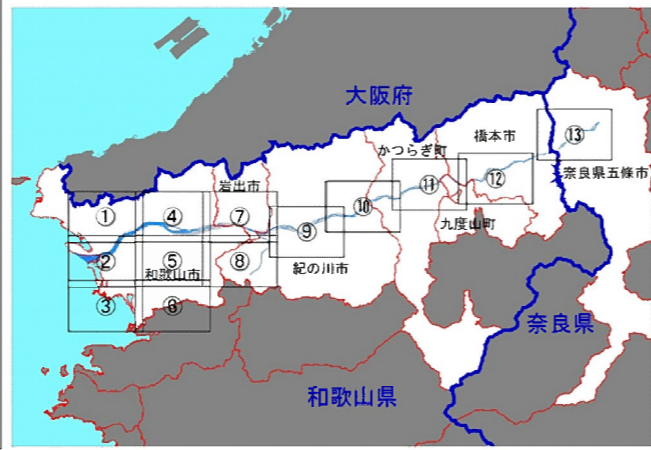 大阪府
橋本市
⑬
かつらぎ町
奈良県五條市
岩出市
⑪
⑫
①
④
⑦
⑩
九度山町
⑨
②
和歌山市
⑤
⑧
紀の川市
③
⑥
奈良県
和歌山県